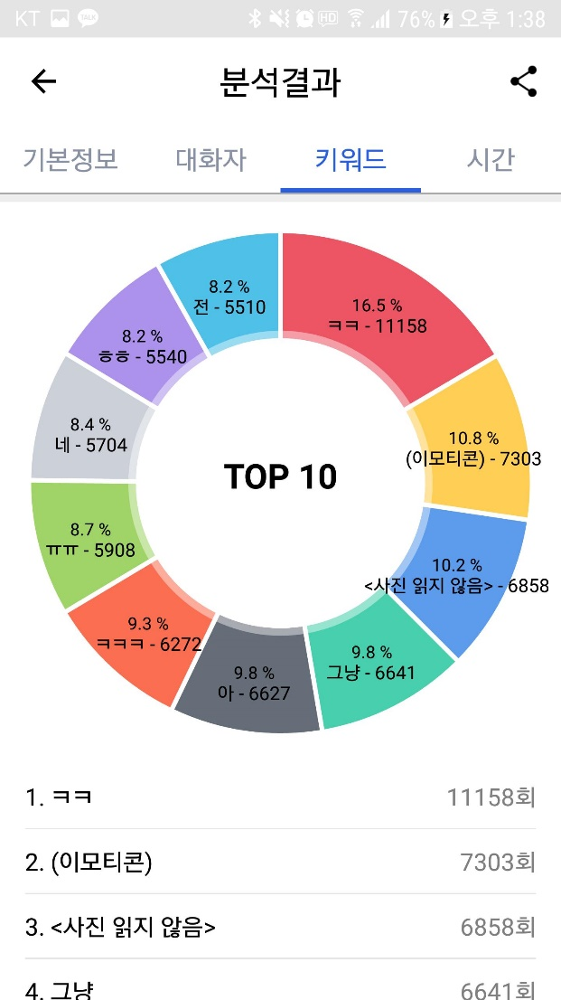 KT TALK HD 76% 오후 1:38
분석결과
기본정보 대화자 키워드 시간
8.2 %
전 - 5510
16.5 %
ㅋㅋ - 11158
8.2 %
ㅎㅎ - 5540
10.8 %
(이모티콘) - 7303
8.4 %
네 - 5704
TOP 10
8.7 %
ㅠㅠ - 5908
10.2 %
<사진 읽지 않음> - 6858
9.3 %
ㅋㅋㅋ - 6272
9.8 %
그냥 - 6641
9.8 %
아 - 6627
1. ㅋㅋ 11158회
2. (이모티콘) 7303회
3. <사진 읽지 않음> 6858회
4. 그냥 6641회